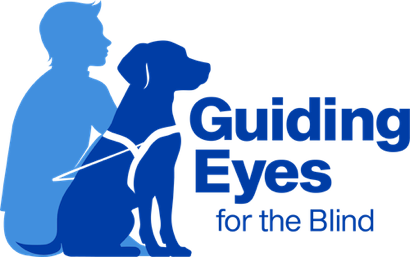 Guiding
Eyes
for the Blind